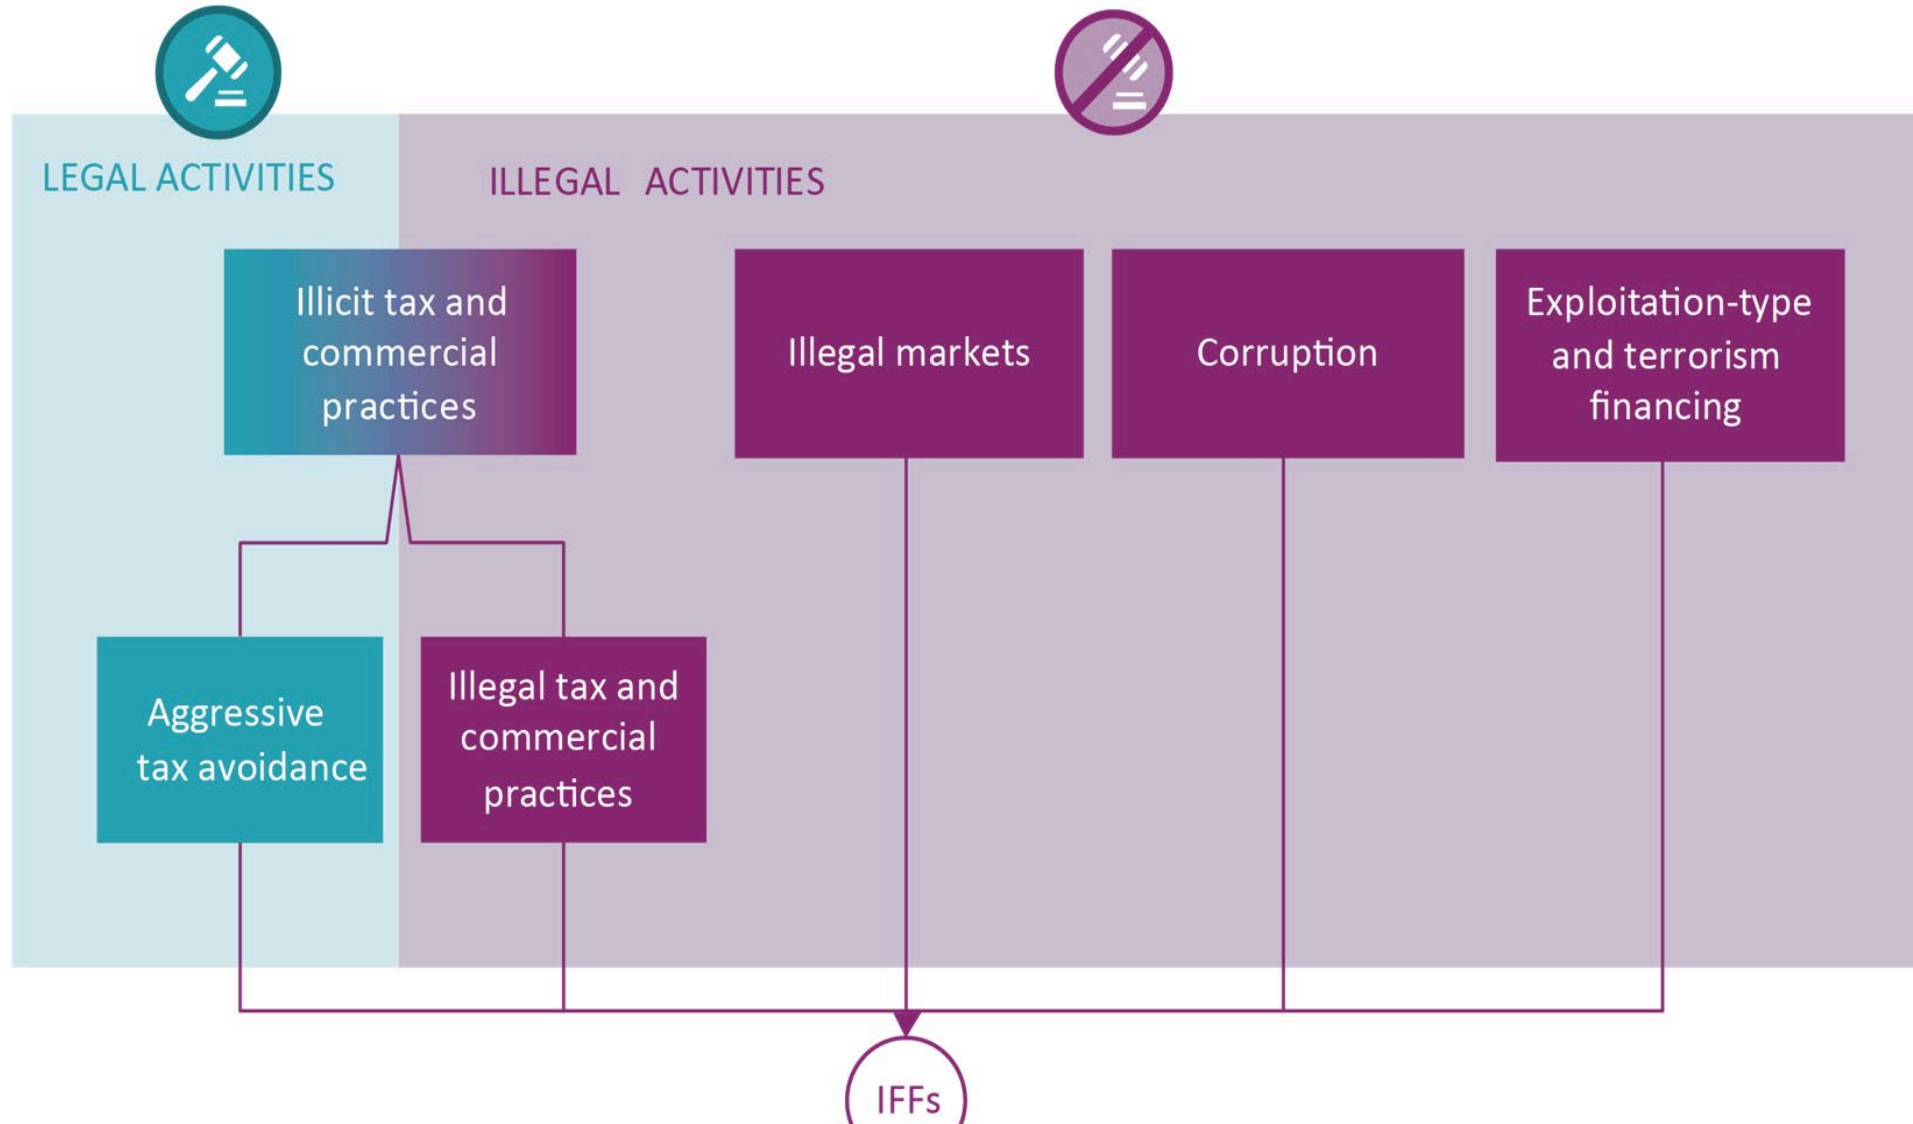 LEGAL ACTIVITIES
ILLEGAL ACTIVITIES
Illicit tax and
commercial
practices
Illegal markets
Corruption
Exploitation-type
and terrorism
financing
Aggressive
tax avoidance
Illegal tax and
commercial
practices
IFFs